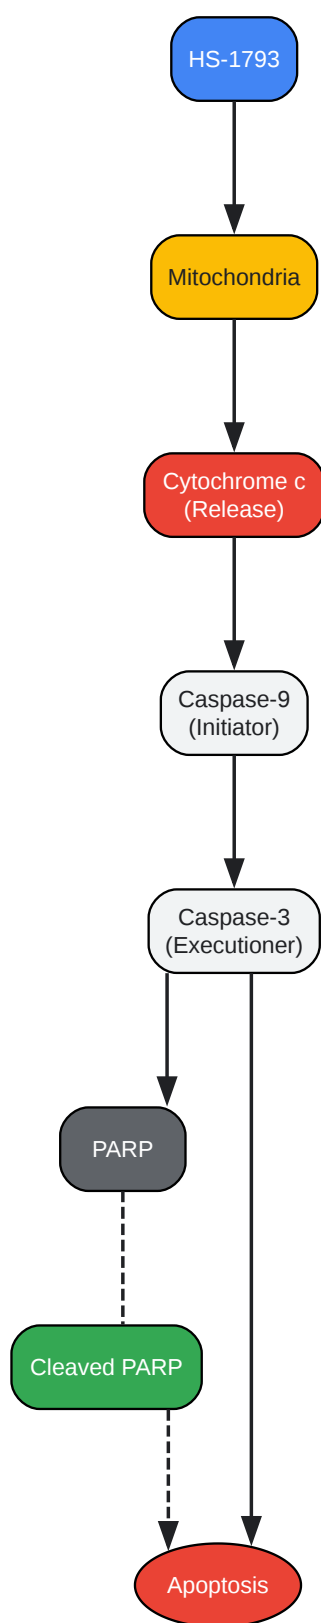 HS-1793
Mitochondria
Cytochrome c
(Release)
Caspase-9
(Initiator)
Caspase-3
(Executioner)
PARP
Cleaved PARP
Apoptosis